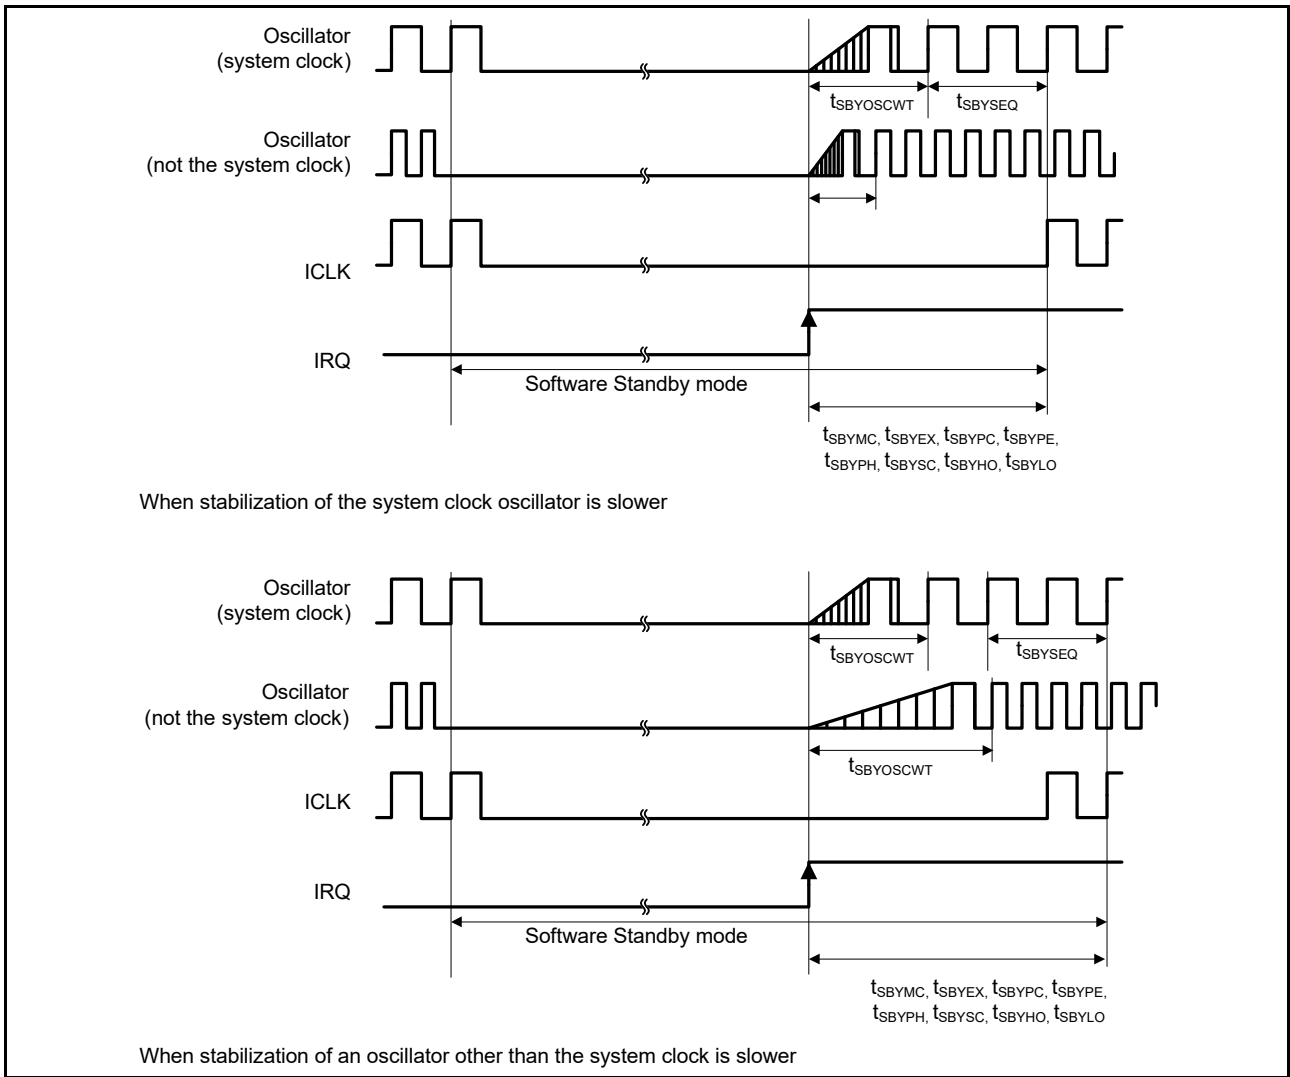 Oscillator
(system clock)
tSBYOSCWT tSBYSEQ
Oscillator
(not the system clock)
ICLK
IRQ
Software Standby mode
tSBYMC, tSBYEX, tSBYPC, tSBYPE,
tSBYPH, tSBYSC, tSBYHO, tSBYLO
When stabilization of the system clock oscillator is slower
Oscillator
(system clock)
tSBYOSCWT tSBYSEQ
Oscillator
(not the system clock)
tSBYOSCWT
ICLK
IRQ
Software Standby mode
tSBYMC, tSBYEX, tSBYPC, tSBYPE,
tSBYPH, tSBYSC, tSBYHO, tSBYLO
When stabilization of an oscillator other than the system clock is slower